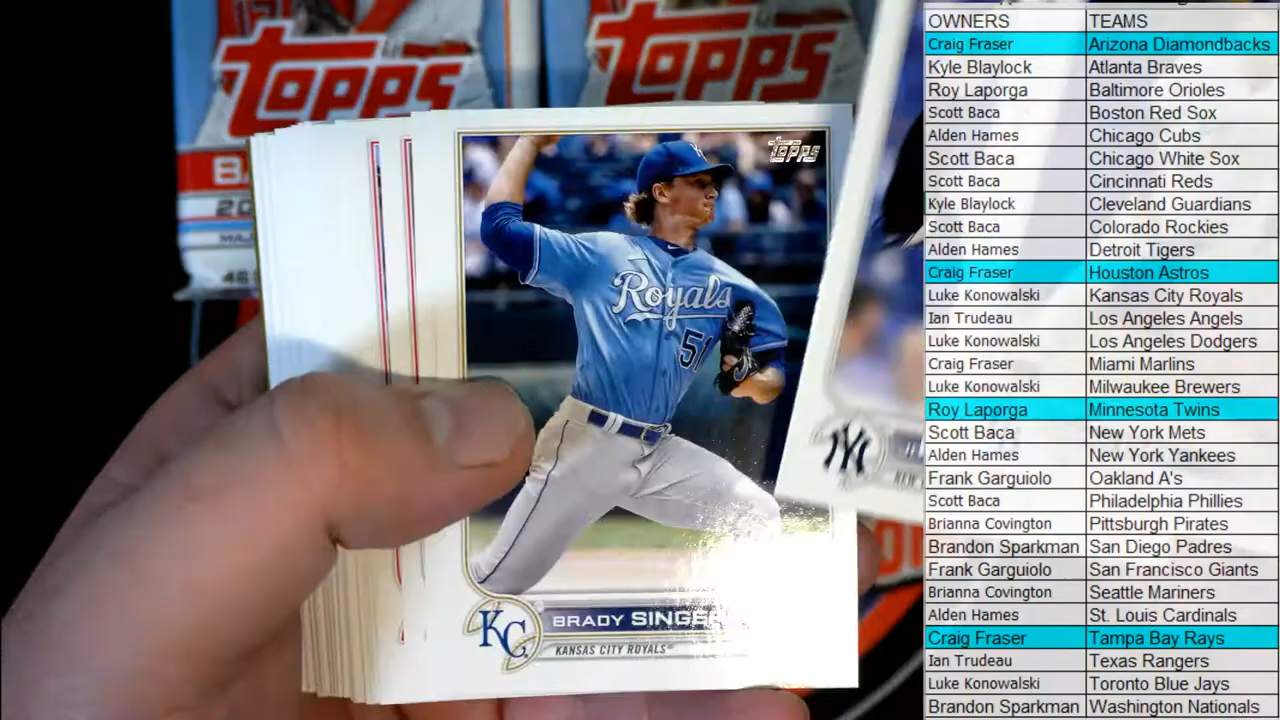 Topps
Topps
Topps
Royals
51
KC
BRADY SINGER
KANSAS CITY ROYALS
NY
OWNERS TEAMS
Craig Fraser Arizona Diamondbacks
Kyle Blaylock Atlanta Braves
Roy Laporga Baltimore Orioles
Scott Baca Boston Red Sox
Alden Hames Chicago Cubs
Scott Baca Chicago White Sox
Scott Baca Cincinnati Reds
Kyle Blaylock Cleveland Guardians
Scott Baca Colorado Rockies
Alden Hames Detroit Tigers
Craig Fraser Houston Astros
Luke Konowalski Kansas City Royals
Ian Trudeau Los Angeles Angels
Luke Konowalski Los Angeles Dodgers
Craig Fraser Miami Marlins
Luke Konowalski Milwaukee Brewers
Roy Laporga Minnesota Twins
Scott Baca New York Mets
Alden Hames New York Yankees
Frank Garguiolo Oakland A's
Scott Baca Philadelphia Phillies
Brianna Covington Pittsburgh Pirates
Brandon Sparkman San Diego Padres
Frank Garguiolo San Francisco Giants
Brianna Covington Seattle Mariners
Alden Hames St. Louis Cardinals
Craig Fraser Tampa Bay Rays
Ian Trudeau Texas Rangers
Luke Konowalski Toronto Blue Jays
Brandon Sparkman Washington Nationals